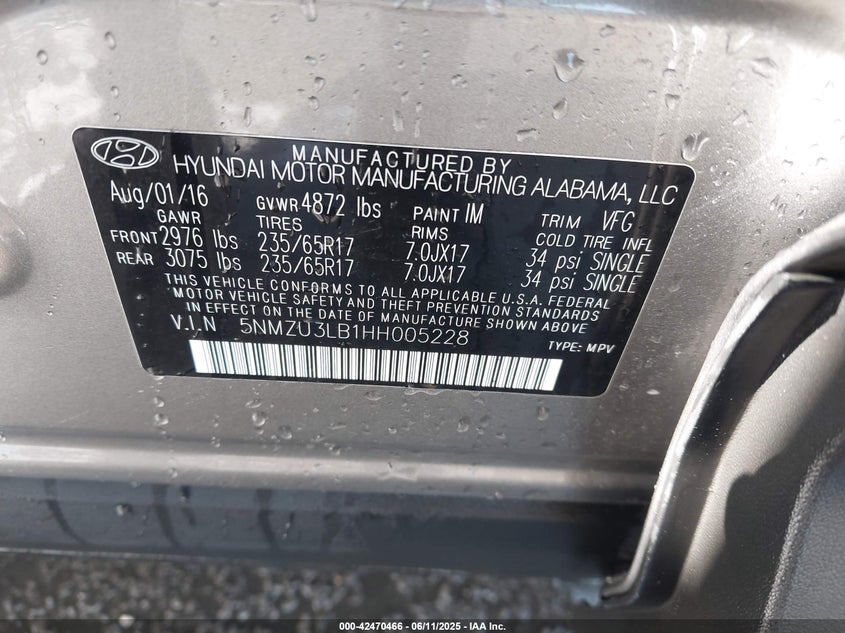 MANUFACTURED BY
HYUNDAI MOTOR MANUFACTURING ALABAMA, LLC
Aug/01/16 GVWR 4872 lbs PAINT IM TRIM VFG
GAWR TIRES RIMS COLD TIRE INFL
FRONT 2976 lbs 235/65R17 7.0JX17 34 psi SINGLE
REAR 3075 lbs 235/65R17 7.0JX17 34 psi SINGLE
THIS VEHICLE CONFORMS TO ALL APPLICABLE U.S.A. FEDERAL
MOTOR VEHICLE SAFETY AND THEFT PREVENTION STANDARDS
IN EFFECT ON THE DATE OF MANUFACTURE SHOWN ABOVE
V.I.N 5NMZU3LB1HH005228 TYPE: MPV
000-42470466 - 06/11/2025 - IAA Inc.